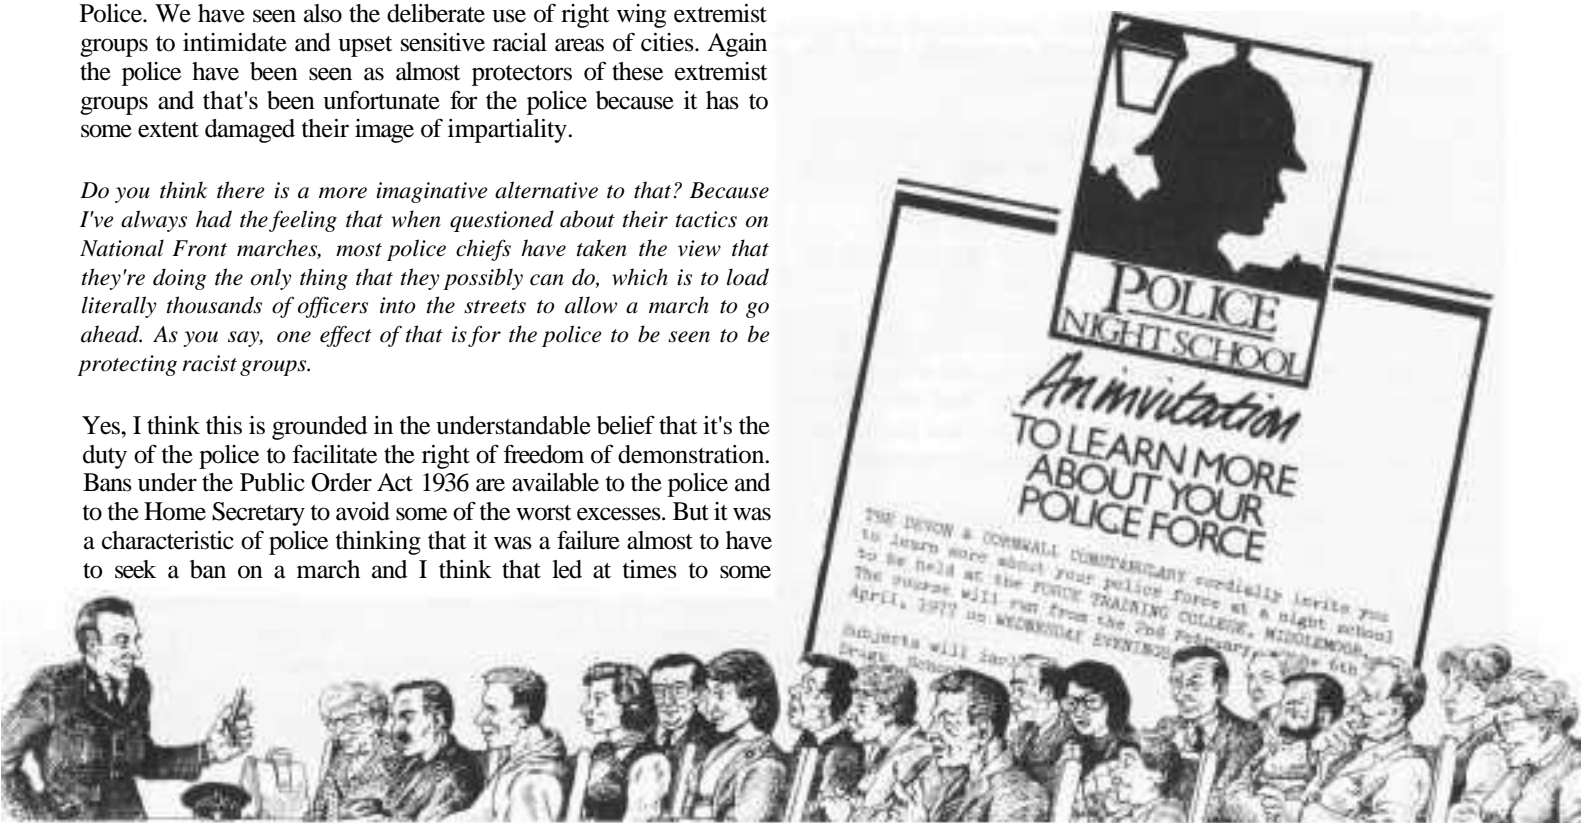 Police. We have seen also the deliberate use of right wing extremist
groups to intimidate and upset sensitive racial areas of cities. Again
the police have been seen as almost protectors of these extremist
groups and that's been unfortunate for the police because it has to
some extent damaged their image of impartiality.
Do you think there is a more imaginative alternative to that? Because
I've always had the feeling that when questioned about their tactics on
National Front marches, most police chiefs have taken the view that
they're doing the only thing that they possibly can do, which is to load
literally thousands of officers into the streets to allow a march to go
ahead. As you say, one effect of that is for the police to be seen to be
protecting racist groups.
Yes, I think this is grounded in the understandable belief that it's the
duty of the police to facilitate the right of freedom of demonstration.
Bans under the Public Order Act 1936 are available to the police and
to the Home Secretary to avoid some of the worst excesses. But it was
a characteristic of police thinking that it was a failure almost to have
to seek a ban on a march and I think that led at times to some
POLICE
NIGHT SCHOOL
An invitation
TO LEARN MORE
ABOUT YOUR
POLICE FORCE
THE DEVON & CORNWALL CONSTABULARY cordially invite you
to learn more about your police force at a night school
to be held at the FORCE TRAINING COLLEGE, MIDDLEMOOR.
The course will run from the 2nd February, 6th
April, 1977 on WEDNESDAY EVENINGS
Subjects will
Drugs,